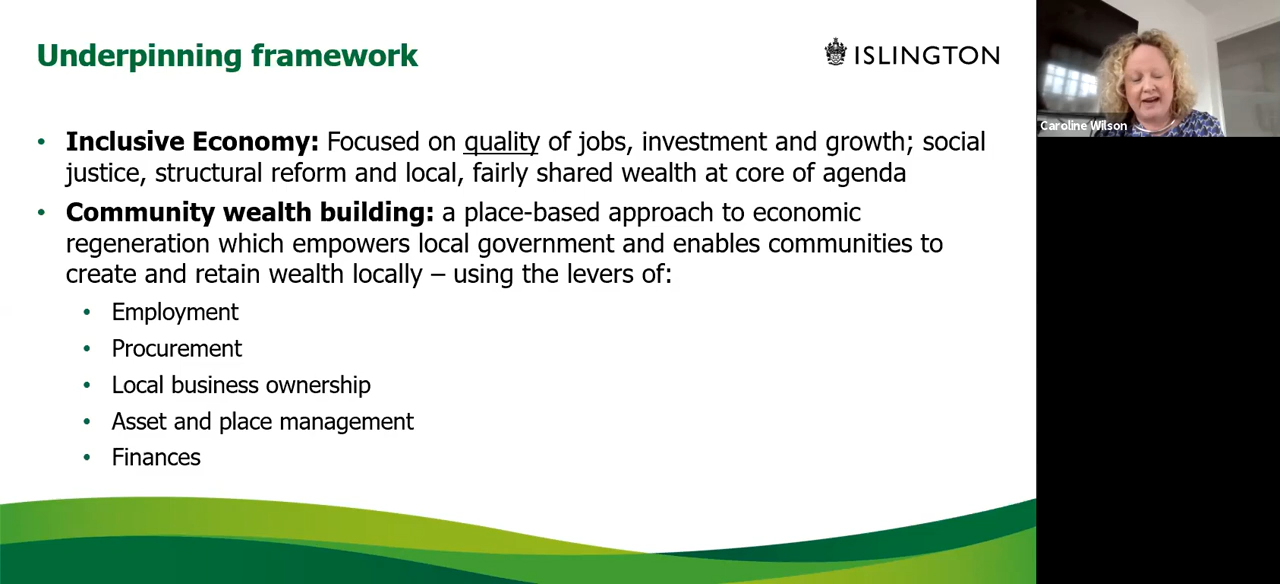 Underpinning framework
ISLINGTON
Caroline Wilson
• Inclusive Economy: Focused on quality of jobs, investment and growth; social
justice, structural reform and local, fairly shared wealth at core of agenda
• Community wealth building: a place-based approach to economic
regeneration which empowers local government and enables communities to
create and retain wealth locally – using the levers of:
• Employment
• Procurement
• Local business ownership
• Asset and place management
• Finances